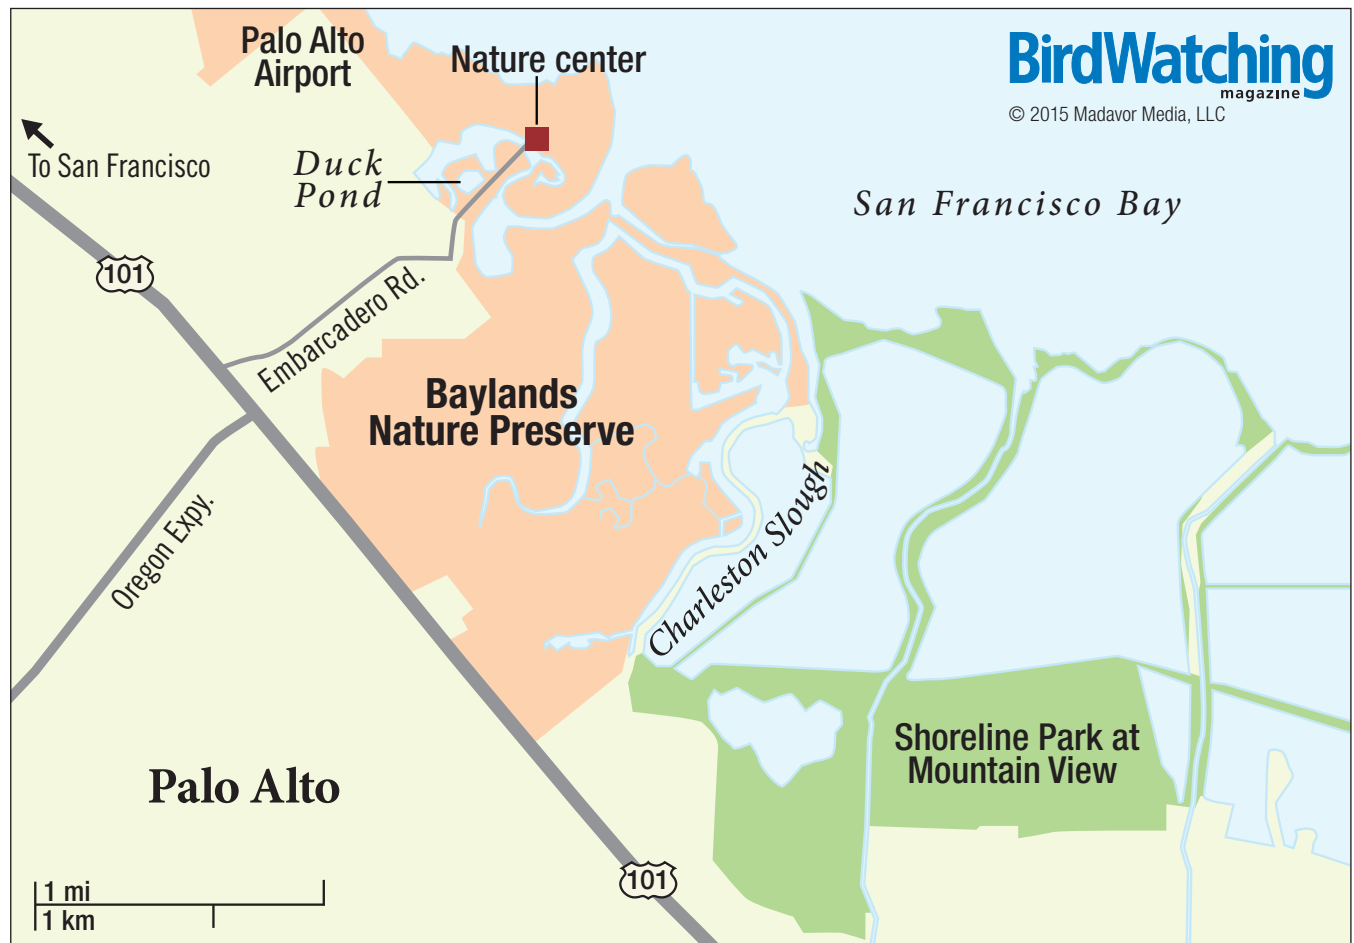 Palo Alto
Airport
Nature center
BirdWatching
magazine
© 2015 Madavor Media, LLC
To San Francisco
Duck
Pond
San Francisco Bay
101
Embarcadero Rd.
Baylands
Nature Preserve
Oregon Expy.
Charleston Slough
Shoreline Park at
Mountain View
Palo Alto
101
1 mi
1 km